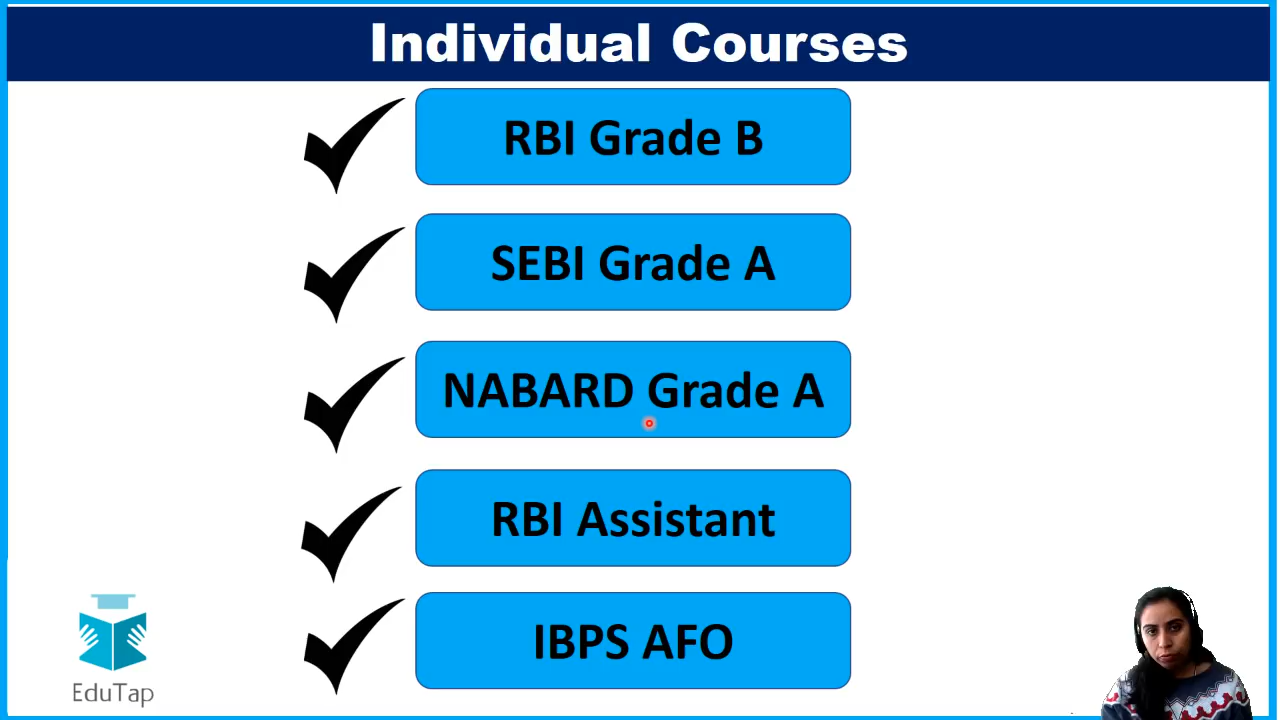 Individual Courses
RBI Grade B
SEBI Grade A
NABARD Grade A
RBI Assistant
IBPS AFO
EduTap